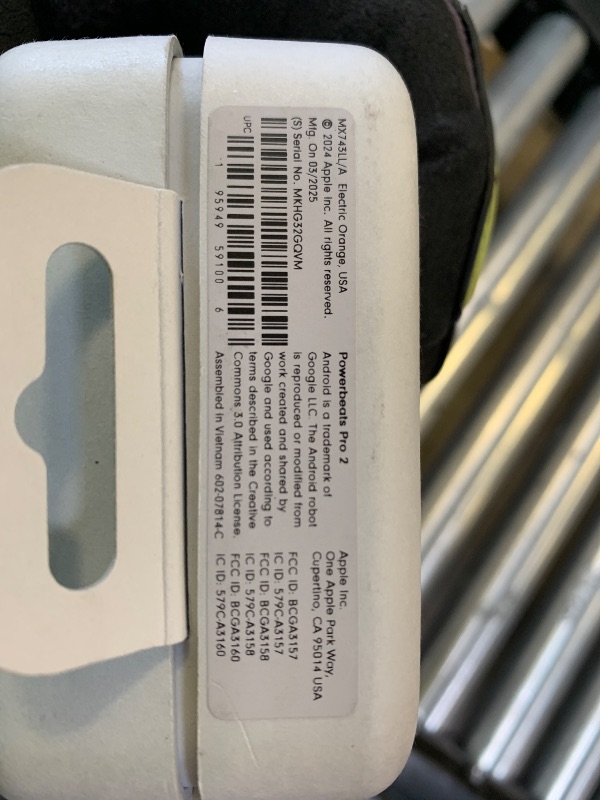 MX743LL/A Electric Orange, USA
© 2024 Apple Inc. All rights reserved.
Mfg. On 03/2025
(S) Serial No. MKHG32GQVM
UPC
1 95949 59100 6
Powerbeats Pro 2
Android is a trademark of
Google LLC. The Android robot
is reproduced or modified from
work created and shared by
Google and used according to
terms described in the Creative
Commons 3.0 Attribution License.
Assembled in Vietnam 602-07814-C
Apple Inc.
One Apple Park Way,
Cupertino, CA 95014 USA
FCC ID: BCGA3157
IC ID: 579C-A3157
FCC ID: BCGA3158
IC ID: 579C-A3158
FCC ID: BCGA3160
IC ID: 579C-A3160